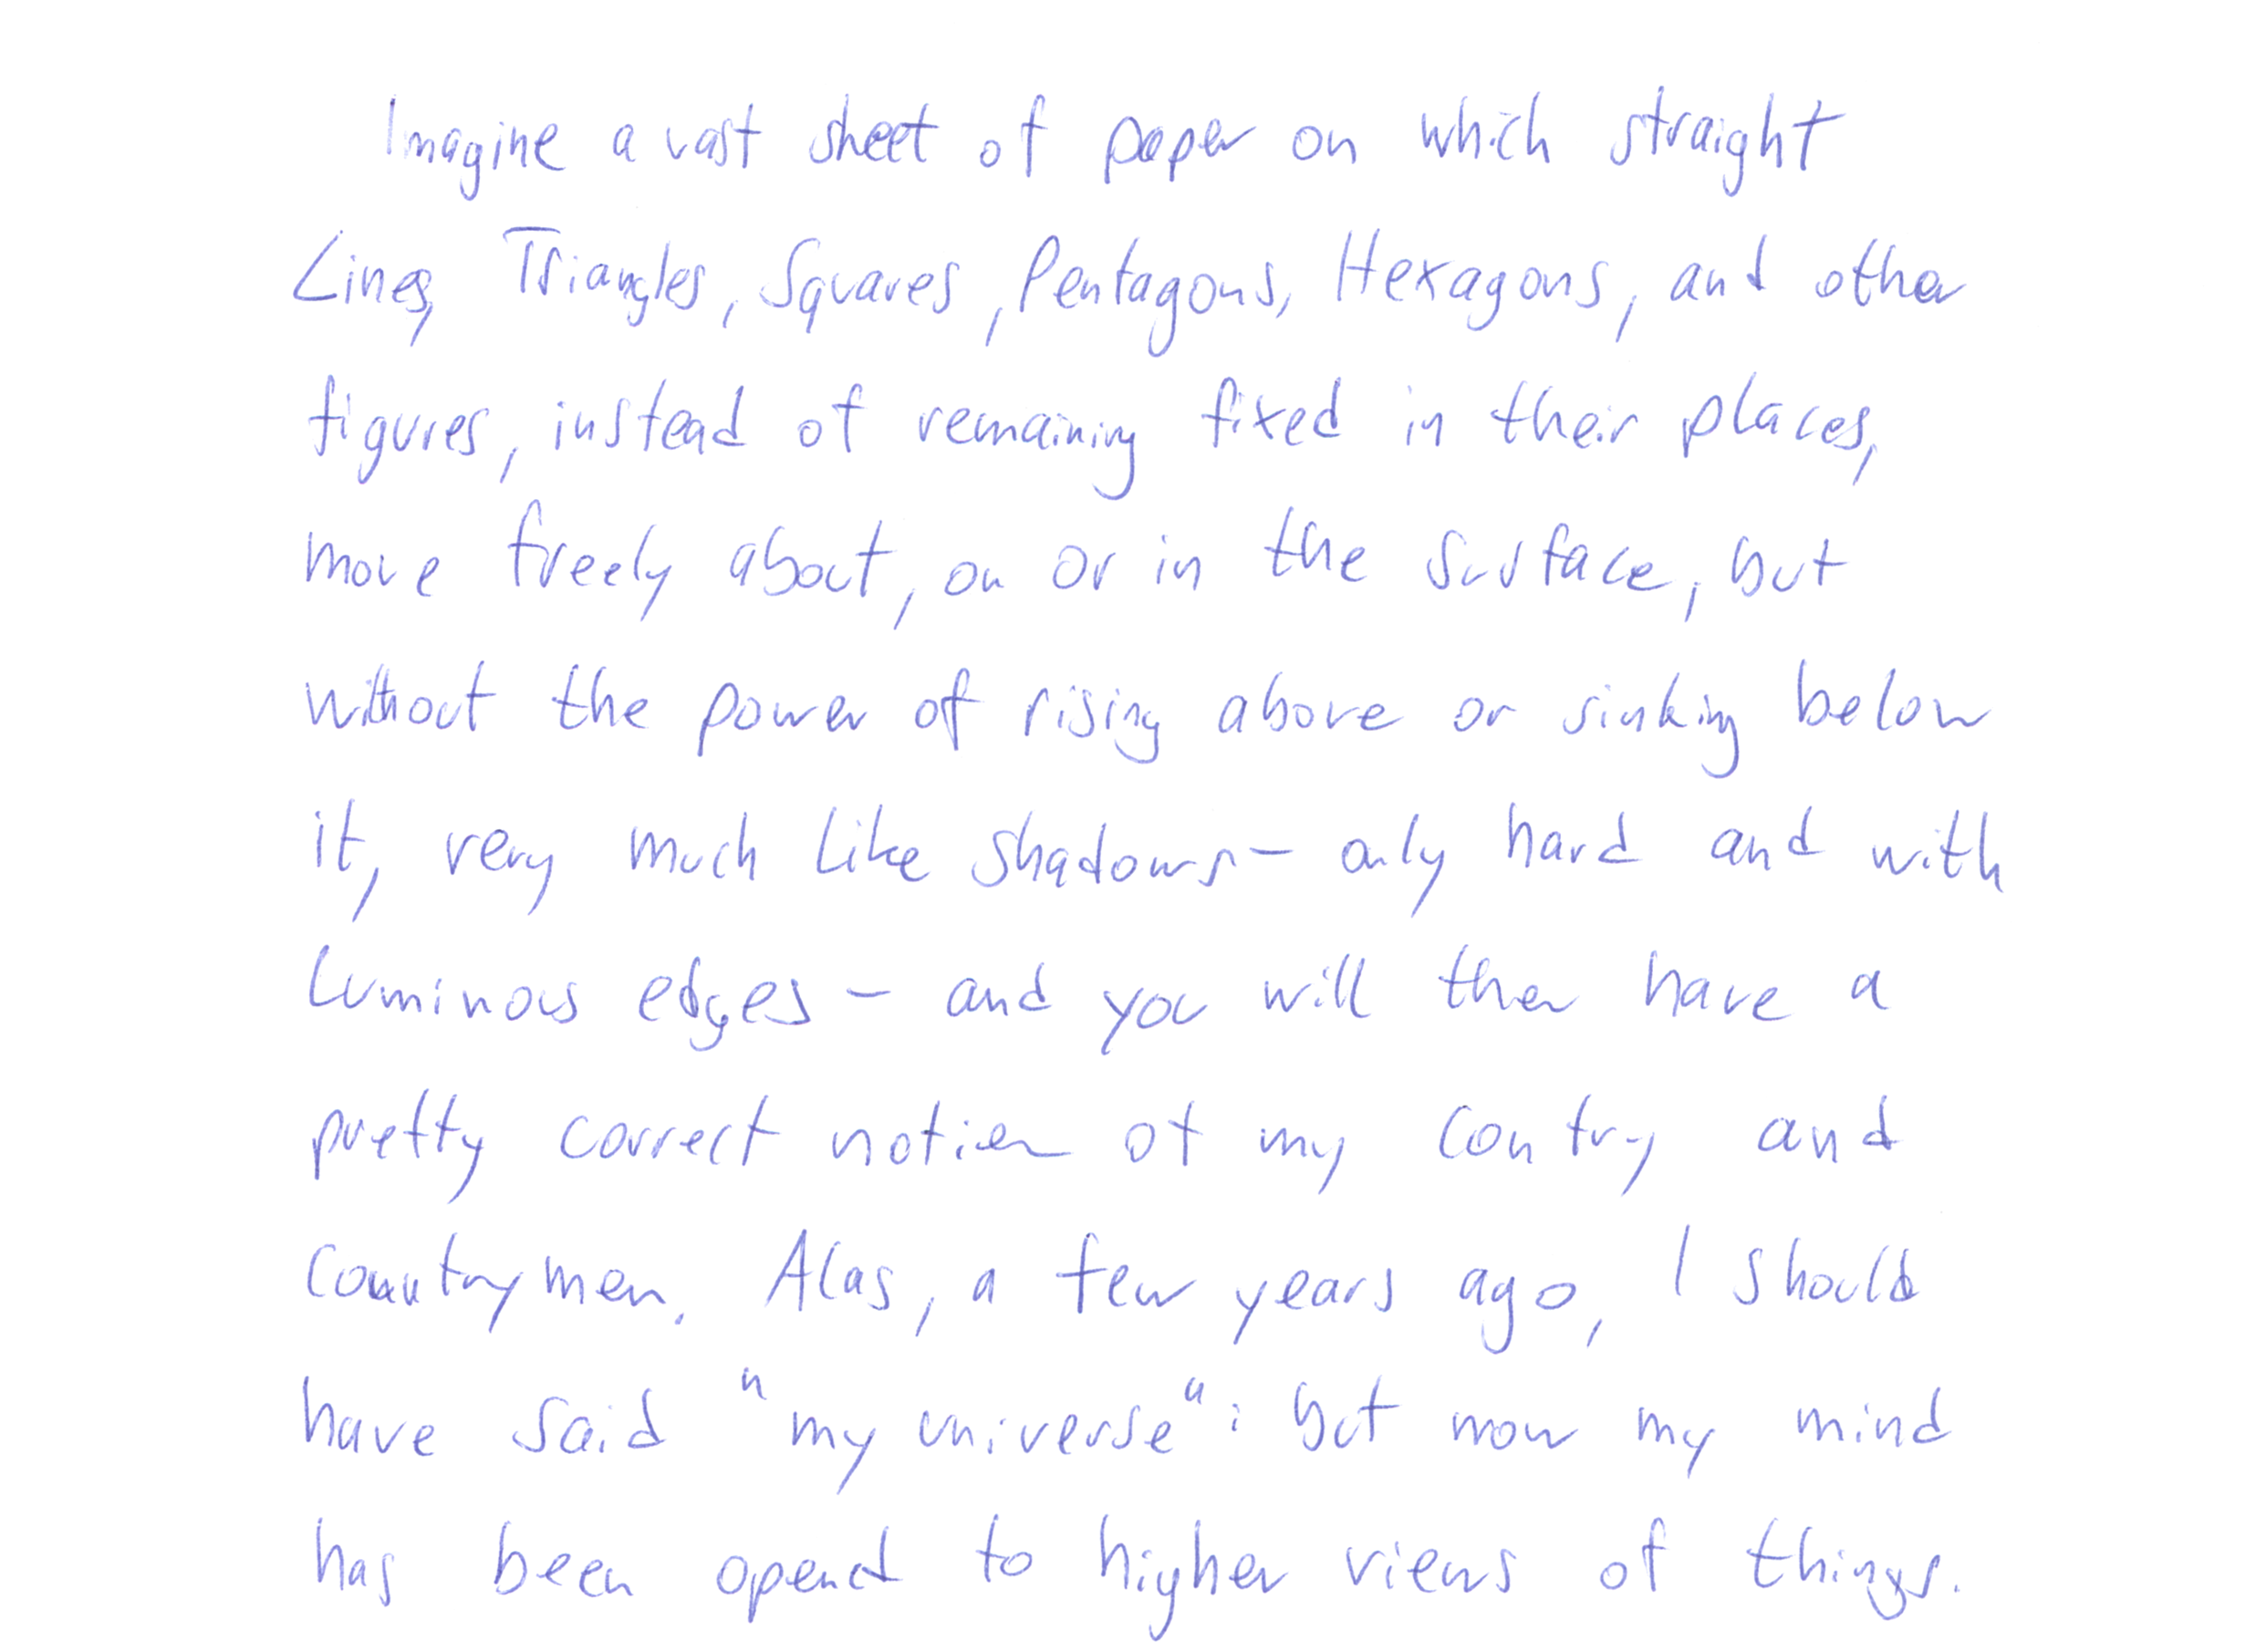 Imagine a vast sheet of paper on which straight
Lines, Triangles, Squares, Pentagons, Hexagons, and other
figures, instead of remaining fixed in their places,
move freely about, on or in the surface, but
without the power of rising above or sinking below
it, very much like shadows - only hard and with
luminous edges - and you will then have a
pretty correct notion of my contry and
countrymen. Alas, a few years ago, I should
have said "my universe": but now my mind
has been opend to higher views of things.